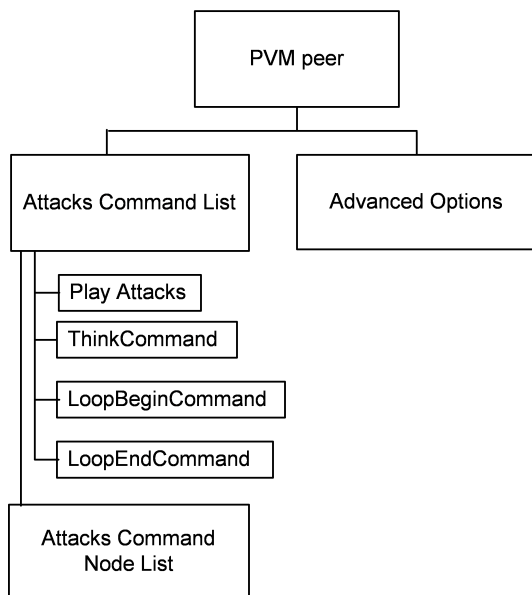 PVM peer
Attacks Command List
Advanced Options
Play Attacks
ThinkCommand
LoopBeginCommand
LoopEndCommand
Attacks Command
Node List